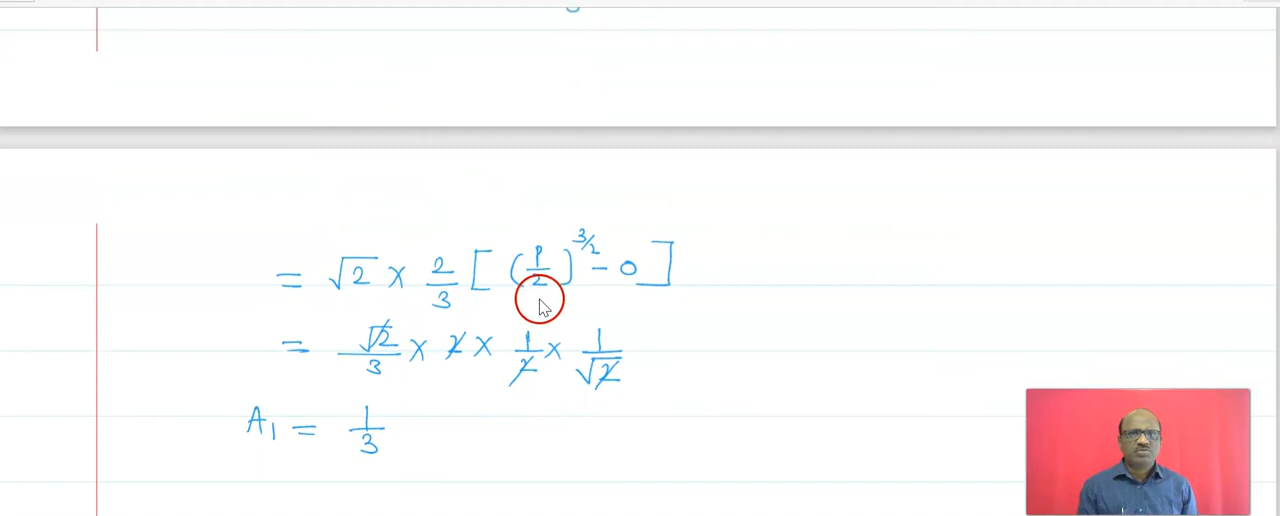 = √2 × 2/3 [ (1/2)^3/2 - 0 ]
= √2/3 × 2 × 1/2 × 1/√2
A₁ = 1/3